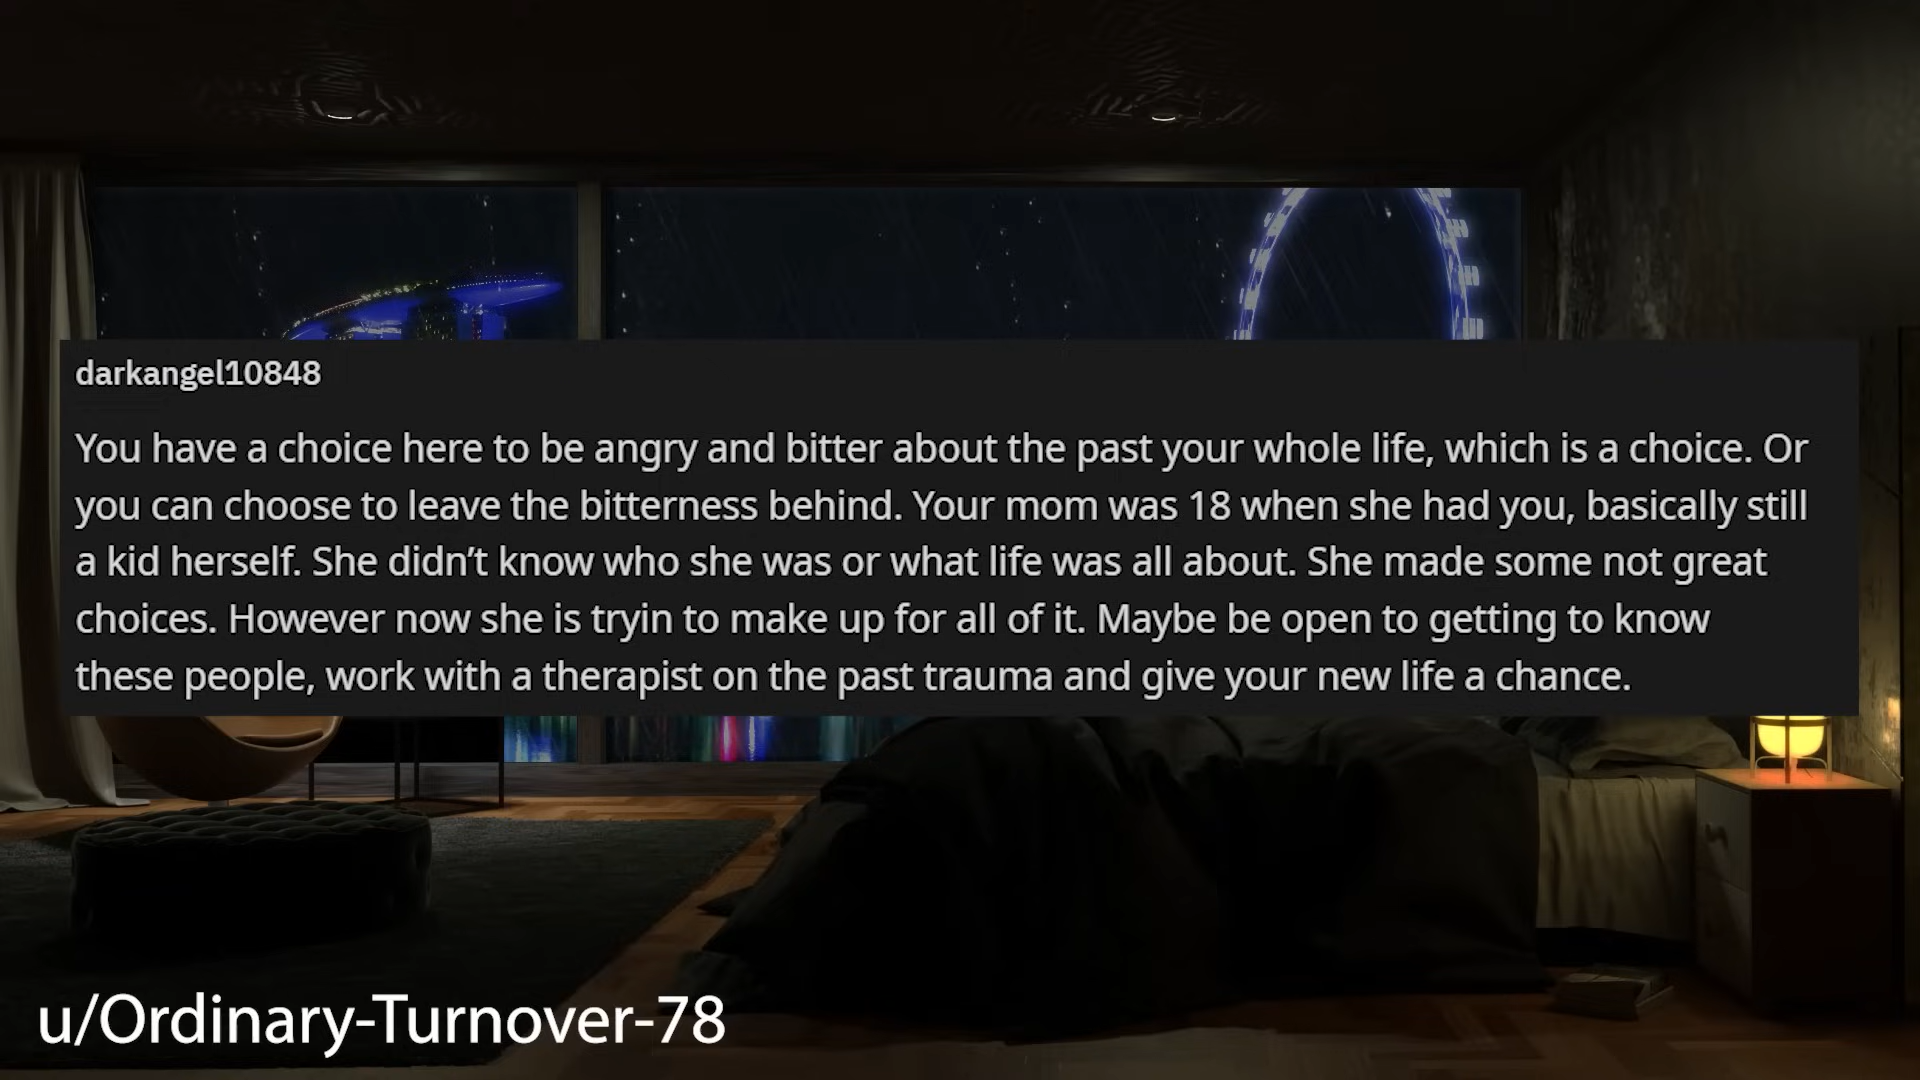 darkangel10848
You have a choice here to be angry and bitter about the past your whole life, which is a choice. Or
you can choose to leave the bitterness behind. Your mom was 18 when she had you, basically still
a kid herself. She didn’t know who she was or what life was all about. She made some not great
choices. However now she is tryin to make up for all of it. Maybe be open to getting to know
these people, work with a therapist on the past trauma and give your new life a chance.
u/Ordinary-Turnover-78